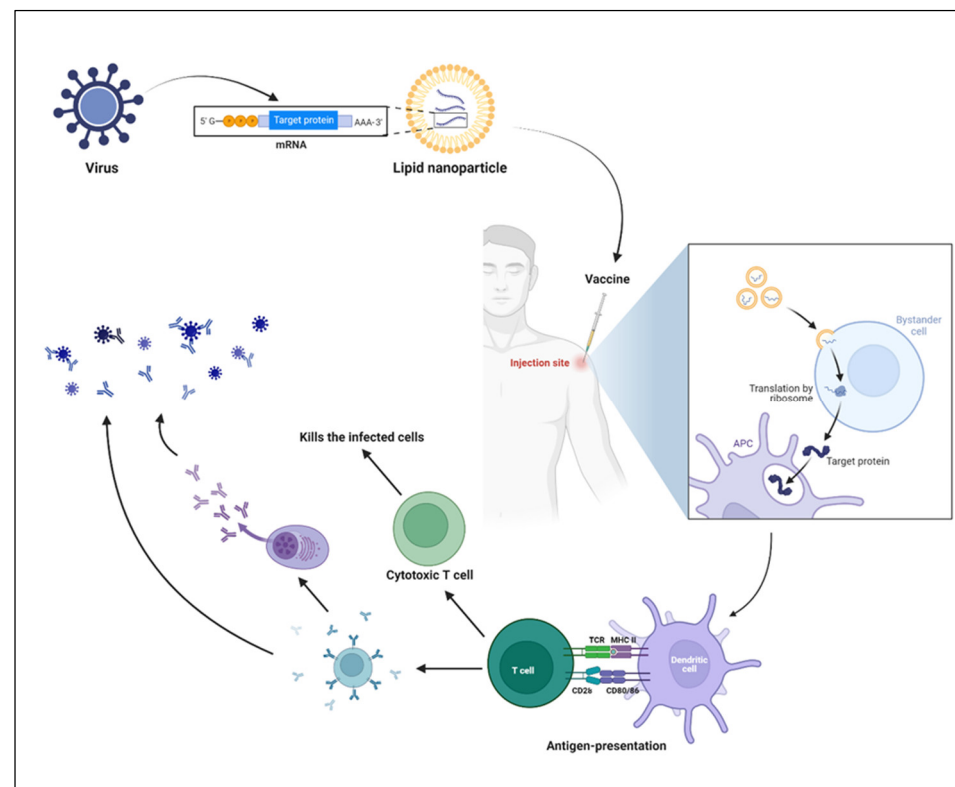 5' G
P P P
Target protein
AAA-3'
mRNA
Virus
Lipid nanoparticle
Vaccine
Injection site
Bystander
cell
Translation by
ribosome
APC
Target protein
Kills the infected cells
Cytotoxic T cell
TCR MHC II
T cell
Dendritic
cell
CD28 CD80/86
Antigen-presentation